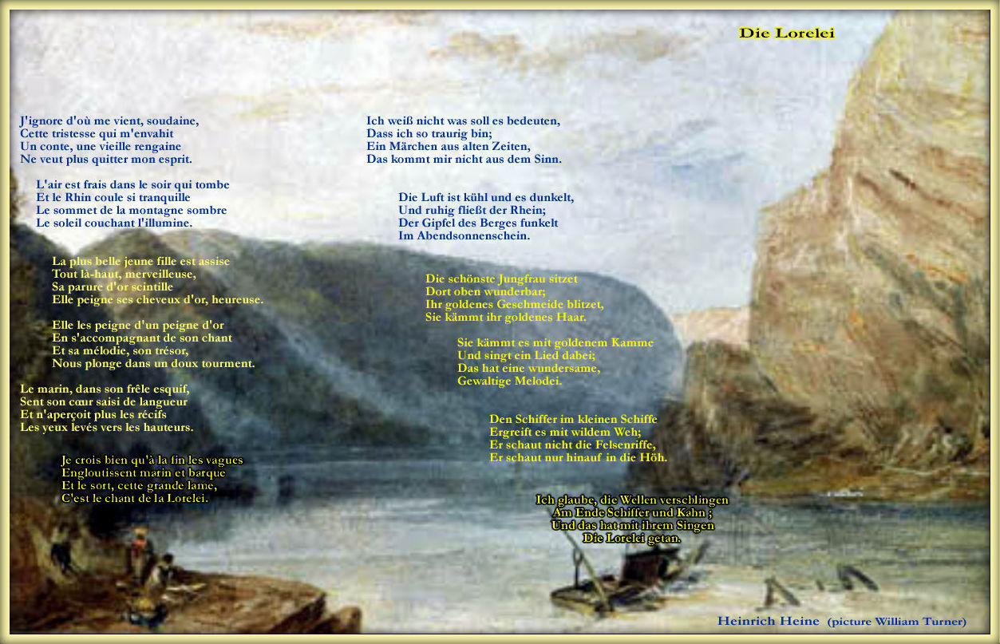 Die Lorelei
J'ignore d'où me vient, soudaine,
Cette tristesse qui m'envahit
Un conte, une vieille rengaine
Ne veut plus quitter mon esprit.
L'air est frais dans le soir qui tombe
Et le Rhin coule si tranquille
Le sommet de la montagne sombre
Le soleil couchant l'illumine.
La plus belle jeune fille est assise
Tout là-haut, merveilleuse,
Sa parure d'or scintille
Elle peigne ses cheveux d'or, heureuse.
Elle les peigne d'un peigne d'or
En s'accompagnant de son chant
Et sa mélodie, son trésor,
Nous plonge dans un doux tourment.
Le marin, dans son frêle esquif,
Sent son cœur saisi de langueur
Et n'aperçoit plus les récifs
Les yeux levés vers les hauteurs.
Je crois bien qu'à la fin les vagues
Engloutissent marin et barque
Et le sort, cette grande lame,
C'est le chant de la Lorelei.
Ich weiß nicht was soll es bedeuten,
Dass ich so traurig bin;
Ein Märchen aus alten Zeiten,
Das kommt mir nicht aus dem Sinn.
Die Luft ist kühl und es dunkelt,
Und ruhig fließt der Rhein;
Der Gipfel des Berges funkelt
Im Abendsonnenschein.
Die schönste Jungfrau sitzet
Dort oben wunderbar;
Ihr goldenes Geschmeide blitzet,
Sie kämmt ihr goldenes Haar.
Sie kämmt es mit goldenem Kamme
Und singt ein Lied dabei;
Das hat eine wundersame,
Gewaltige Melodei.
Den Schiffer im kleinen Schiffe
Ergreift es mit wildem Weh;
Er schaut nicht die Felsenriffe,
Er schaut nur hinauf in die Höh.
Ich glaube, die Wellen verschlingen
Am Ende Schiffer und Kahn ;
Und das hat mit ihrem Singen
Die Lorelei getan.
Heinrich Heine (picture William Turner)